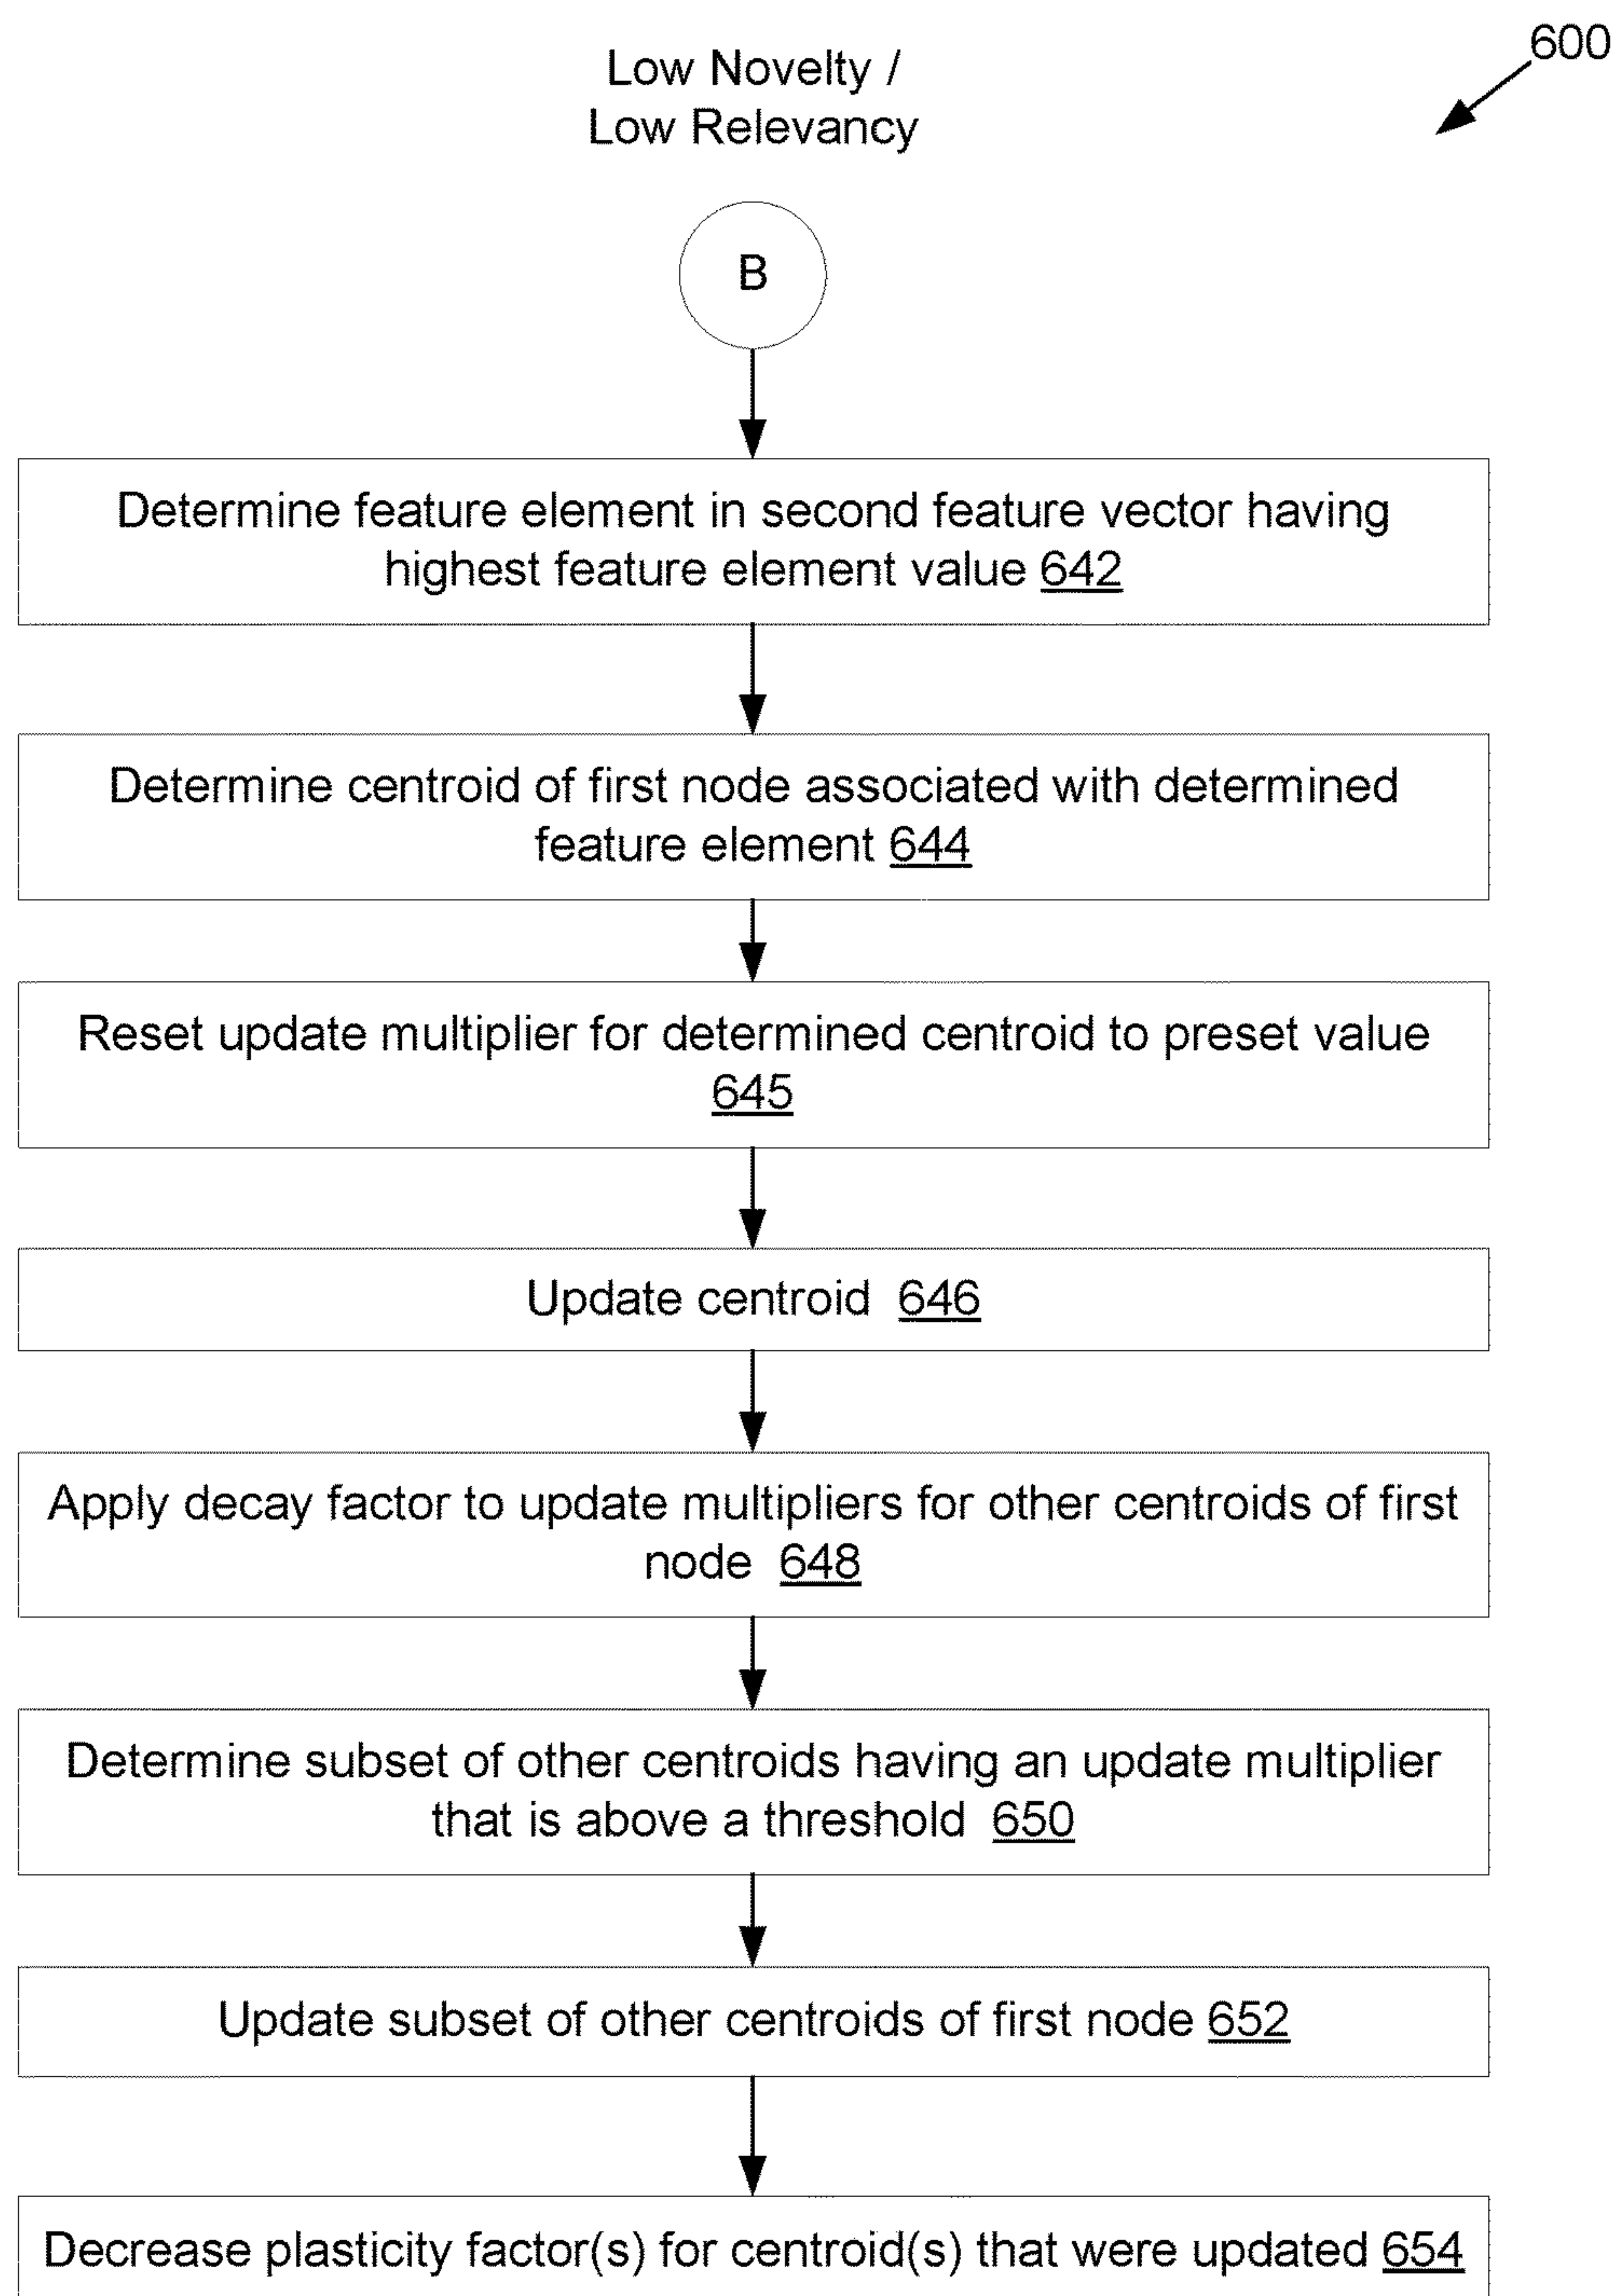 600
Low Novelty /
Low Relevancy
B
Determine feature element in second feature vector having
highest feature element value 642
Determine centroid of first node associated with determined
feature element 644
Reset update multiplier for determined centroid to preset value
645
Update centroid 646
Apply decay factor to update multipliers for other centroids of first
node 648
Determine subset of other centroids having an update multiplier
that is above a threshold 650
Update subset of other centroids of first node 652
Decrease plasticity factor(s) for centroid(s) that were updated 654